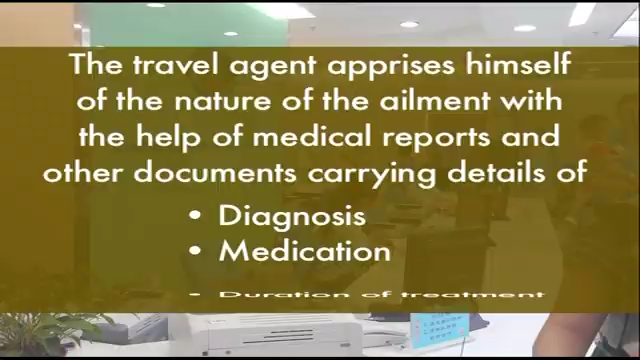 The travel agent apprises himself
of the nature of the ailment with
the help of medical reports and
other documents carrying details of
• Diagnosis
• Medication
• Duration of treatment